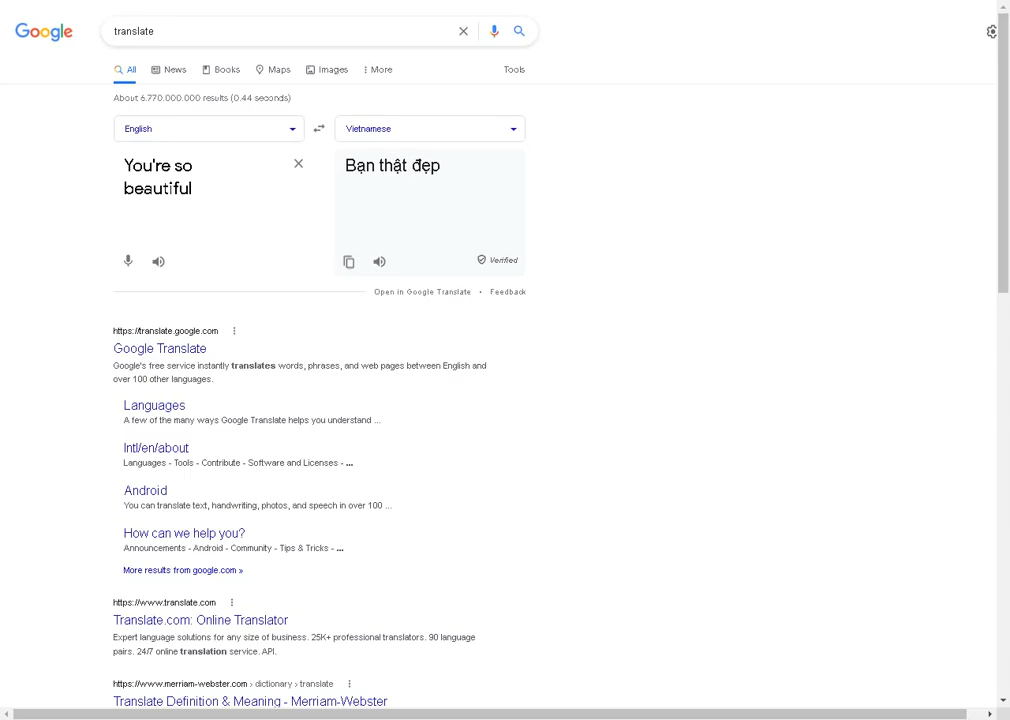 Google
translate
All
News
Books
Maps
Images
More
Tools
About 6.770.000.000 results (0.44 seconds)
English
Vietnamese
You're so
beautiful
Bạn thật đẹp
Verified
Open in Google Translate • Feedback
https://translate.google.com
Google Translate
Google's free service instantly translates words, phrases, and web pages between English and
over 100 other languages.
Languages
A few of the many ways Google Translate helps you understand ...
Intl/en/about
Languages - Tools - Contribute - Software and Licenses - ...
Android
You can translate text, handwriting, photos, and speech in over 100 ...
How can we help you?
Announcements - Android - Community - Tips & Tricks - ...
More results from google.com »
https://www.translate.com
Translate.com: Online Translator
Expert language solutions for any size of business. 25K+ professional translators. 90 language
pairs. 24/7 online translation service. API.
https://www.merriam-webster.com › dictionary › translate
Translate Definition & Meaning - Merriam-Webster